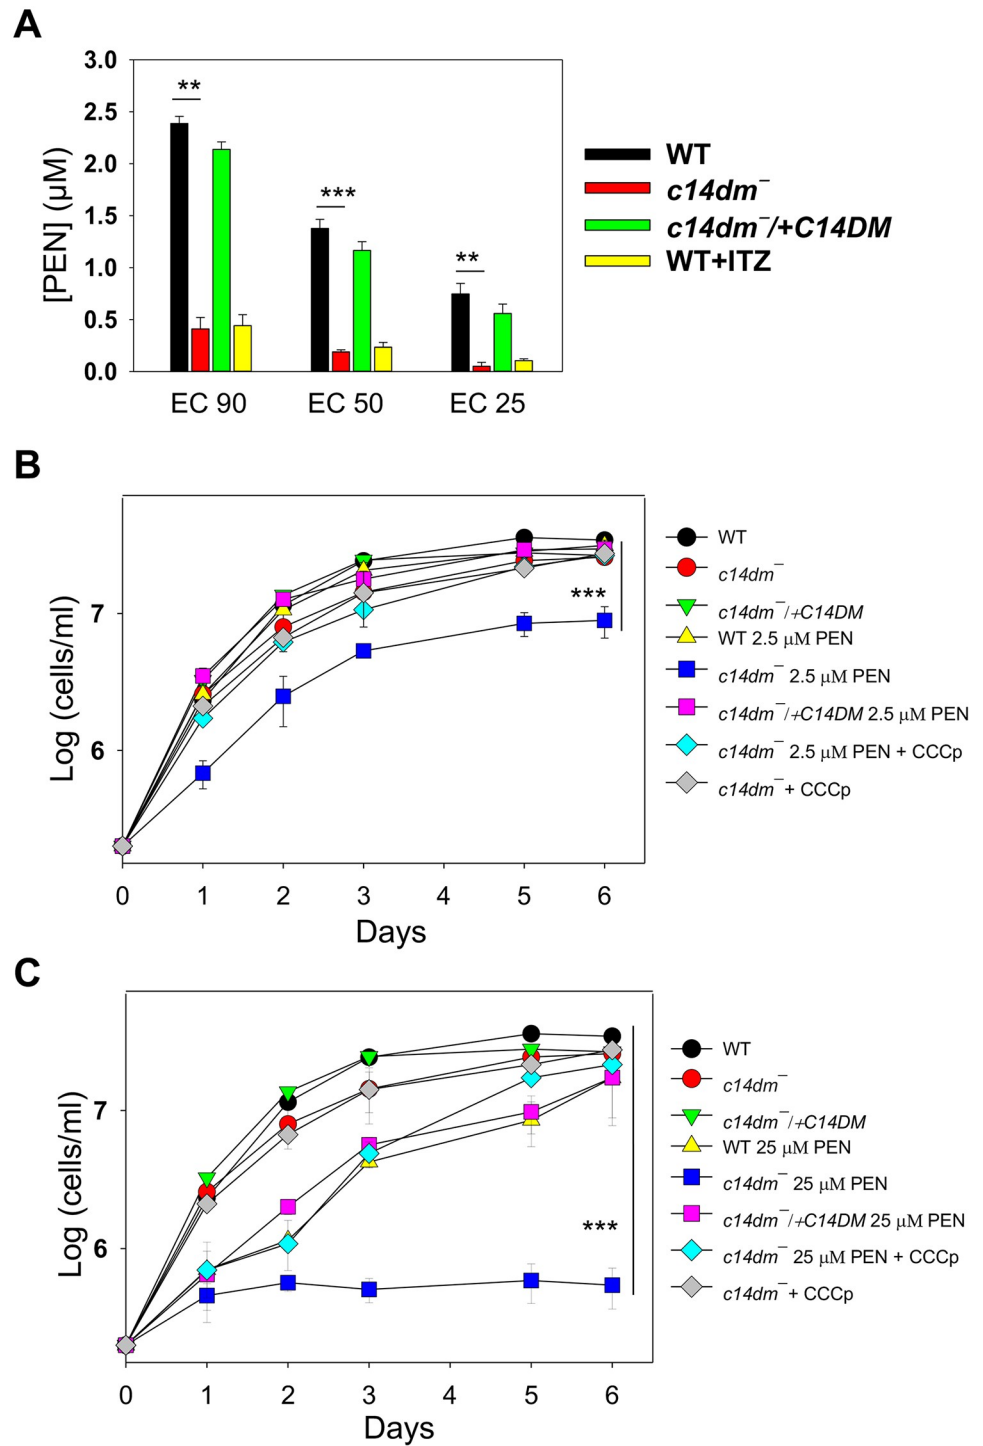 A
3.0
2.5
2.0
1.5
1.0
0.5
0.0
[PEN] (µM)
**
***
**
EC 90
EC 50
EC 25
WT
c14dm⁻
c14dm⁻/+C14DM
WT+ITZ
B
7
6
Log (cells/ml)
***
0 1 2 3 4 5 6
Days
WT
c14dm⁻
c14dm⁻/+C14DM
WT 2.5 µM PEN
c14dm⁻ 2.5 µM PEN
c14dm⁻/+C14DM 2.5 µM PEN
c14dm⁻ 2.5 µM PEN + CCCp
c14dm⁻+ CCCp
C
7
6
Log (cells/ml)
***
0 1 2 3 4 5 6
Days
WT
c14dm⁻
c14dm⁻/+C14DM
WT 25 µM PEN
c14dm⁻ 25 µM PEN
c14dm⁻/+C14DM 25 µM PEN
c14dm⁻ 25 µM PEN + CCCp
c14dm⁻+ CCCp